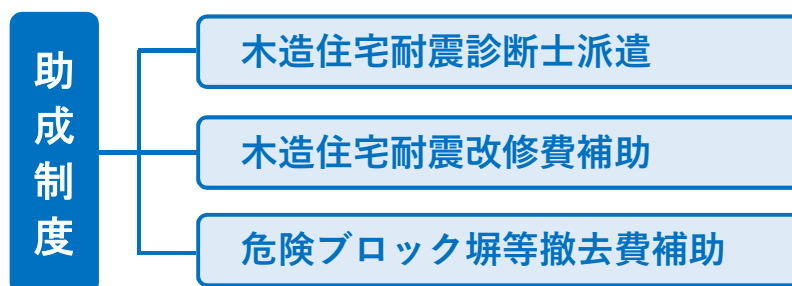 助成制度
木造住宅耐震診断士派遣
木造住宅耐震改修費補助
危険ブロック塀等撤去費補助